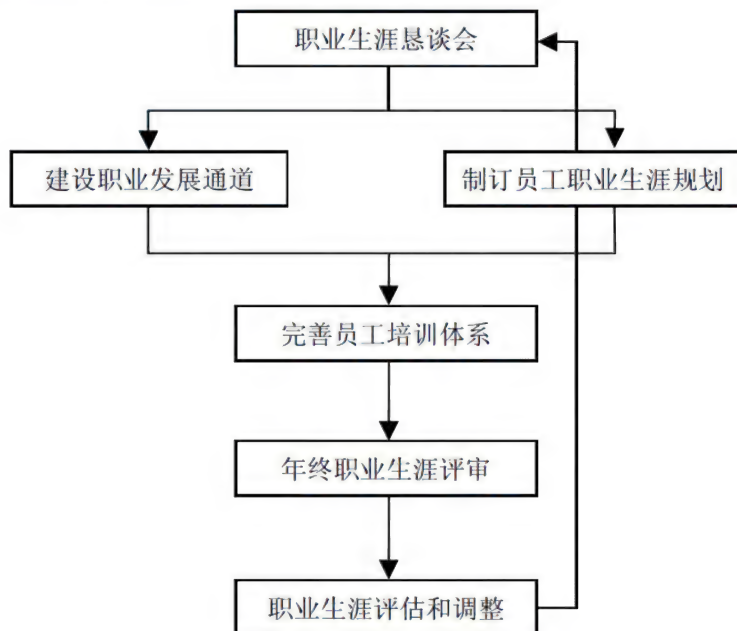 职业生涯恳谈会
建设职业发展通道
制订员工职业生涯规划
完善员工培训体系
年终职业生涯评审
职业生涯评估和调整